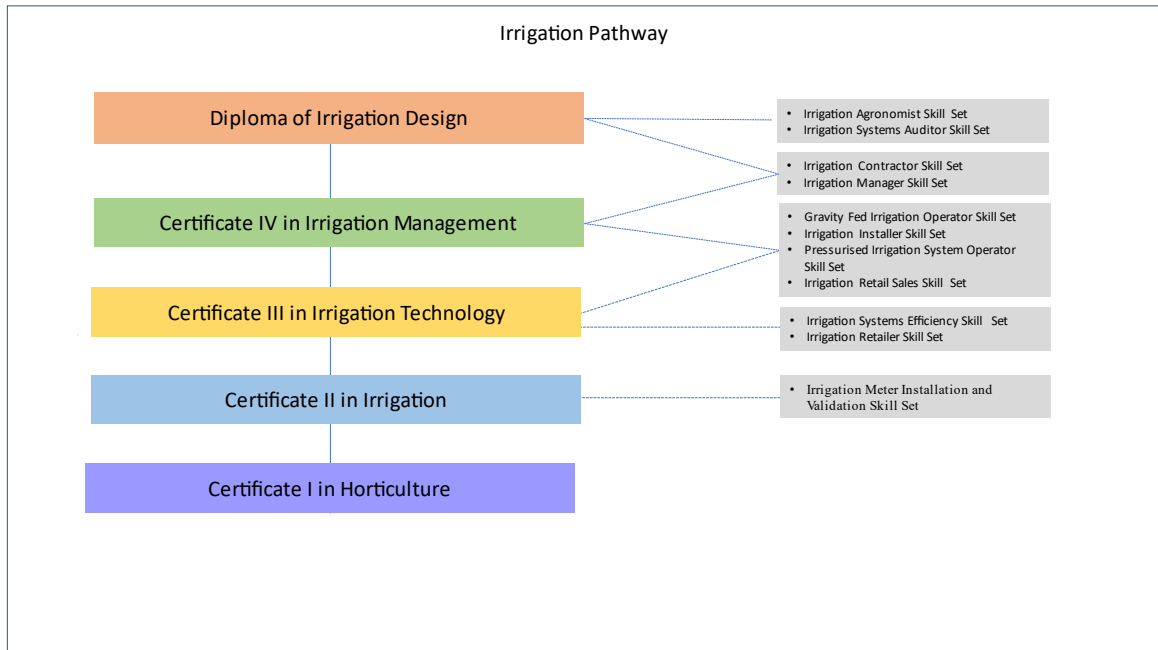 Irrigation Pathway
Diploma of Irrigation Design
• Irrigation Agronomist Skill Set
• Irrigation Systems Auditor Skill Set
• Irrigation Contractor Skill Set
• Irrigation Manager Skill Set
Certificate IV in Irrigation Management
• Gravity Fed Irrigation Operator Skill Set
• Irrigation Installer Skill Set
• Pressurised Irrigation System Operator
Skill Set
• Irrigation Retail Sales Skill Set
Certificate III in Irrigation Technology
• Irrigation Systems Efficiency Skill Set
• Irrigation Retailer Skill Set
Certificate II in Irrigation
• Irrigation Meter Installation and
Validation Skill Set
Certificate I in Horticulture